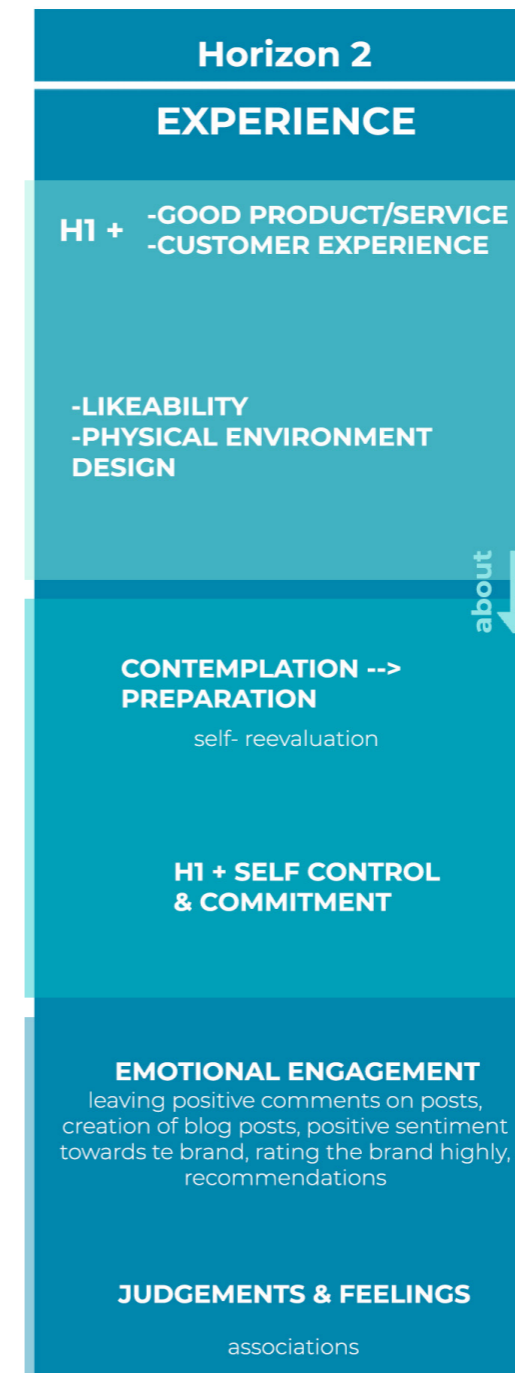 Horizon 2
EXPERIENCE
H1 + -GOOD PRODUCT/SERVICE
-CUSTOMER EXPERIENCE
-LIKEABILITY
-PHYSICAL ENVIRONMENT
DESIGN
about
CONTEMPLATION -->
PREPARATION
self- reevaluation
H1 + SELF CONTROL
& COMMITMENT
EMOTIONAL ENGAGEMENT
leaving positive comments on posts,
creation of blog posts, positive sentiment
towards te brand, rating the brand highly,
recommendations
JUDGEMENTS & FEELINGS
associations